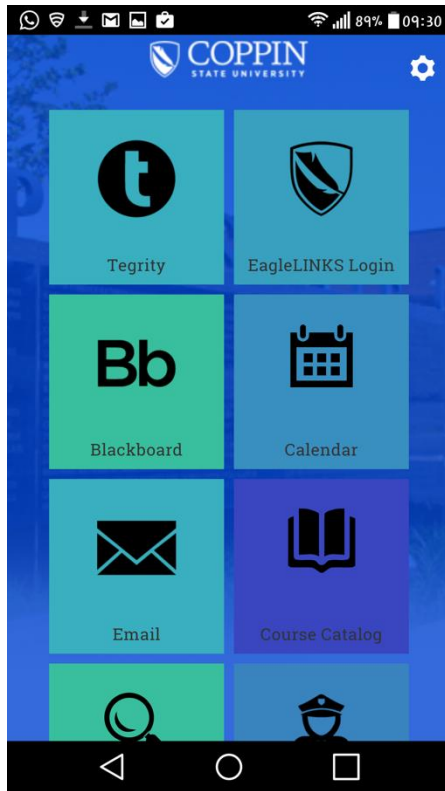 89% 09:30
COPPIN
STATE UNIVERSITY
t
Tegrity
EagleLINKS Login
Bb
Blackboard
Calendar
Email
Course Catalog